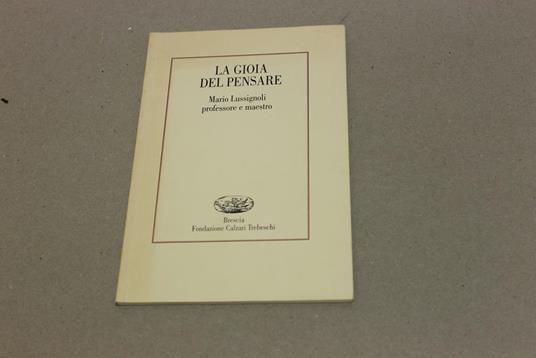 LA GIOIA
DEL PENSARE
Mario Lussignoli
professore e maestro
Brescia
Fondazione Calzari Trebeschi